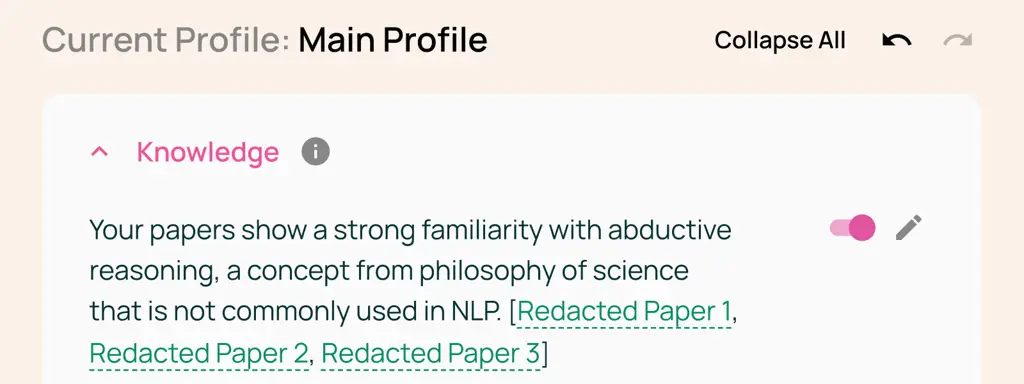 Current Profile: Main Profile
Collapse All
Knowledge
Your papers show a strong familiarity with abductive
reasoning, a concept from philosophy of science
that is not commonly used in NLP. [Redacted Paper 1,
Redacted Paper 2, Redacted Paper 3]